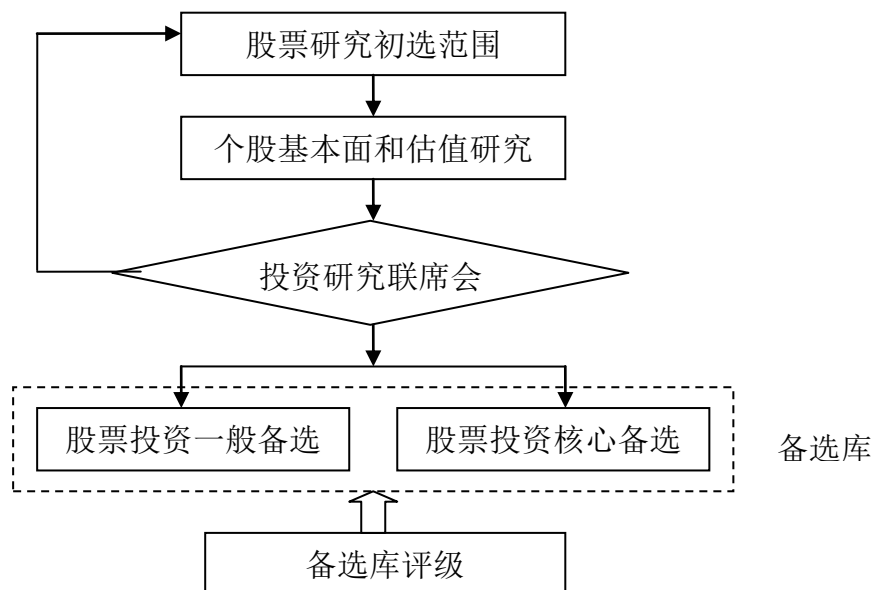 股票研究初选范围
个股基本面和估值研究
投资研究联席会
股票投资一般备选
股票投资核心备选
备选库
备选库评级